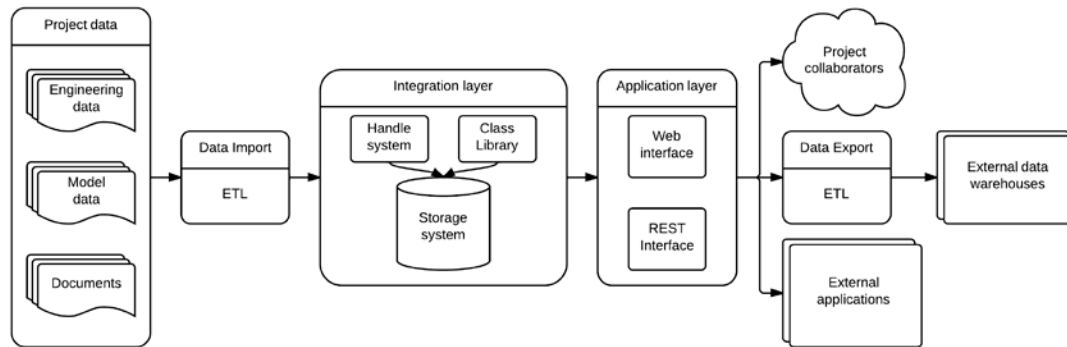 Project data
Engineering
data
Model
data
Documents
Data Import
ETL
Integration layer
Handle
system
Class
Library
Storage
system
Application layer
Web
interface
REST
Interface
Project
collaborators
Data Export
ETL
External data
warehouses
External
applications